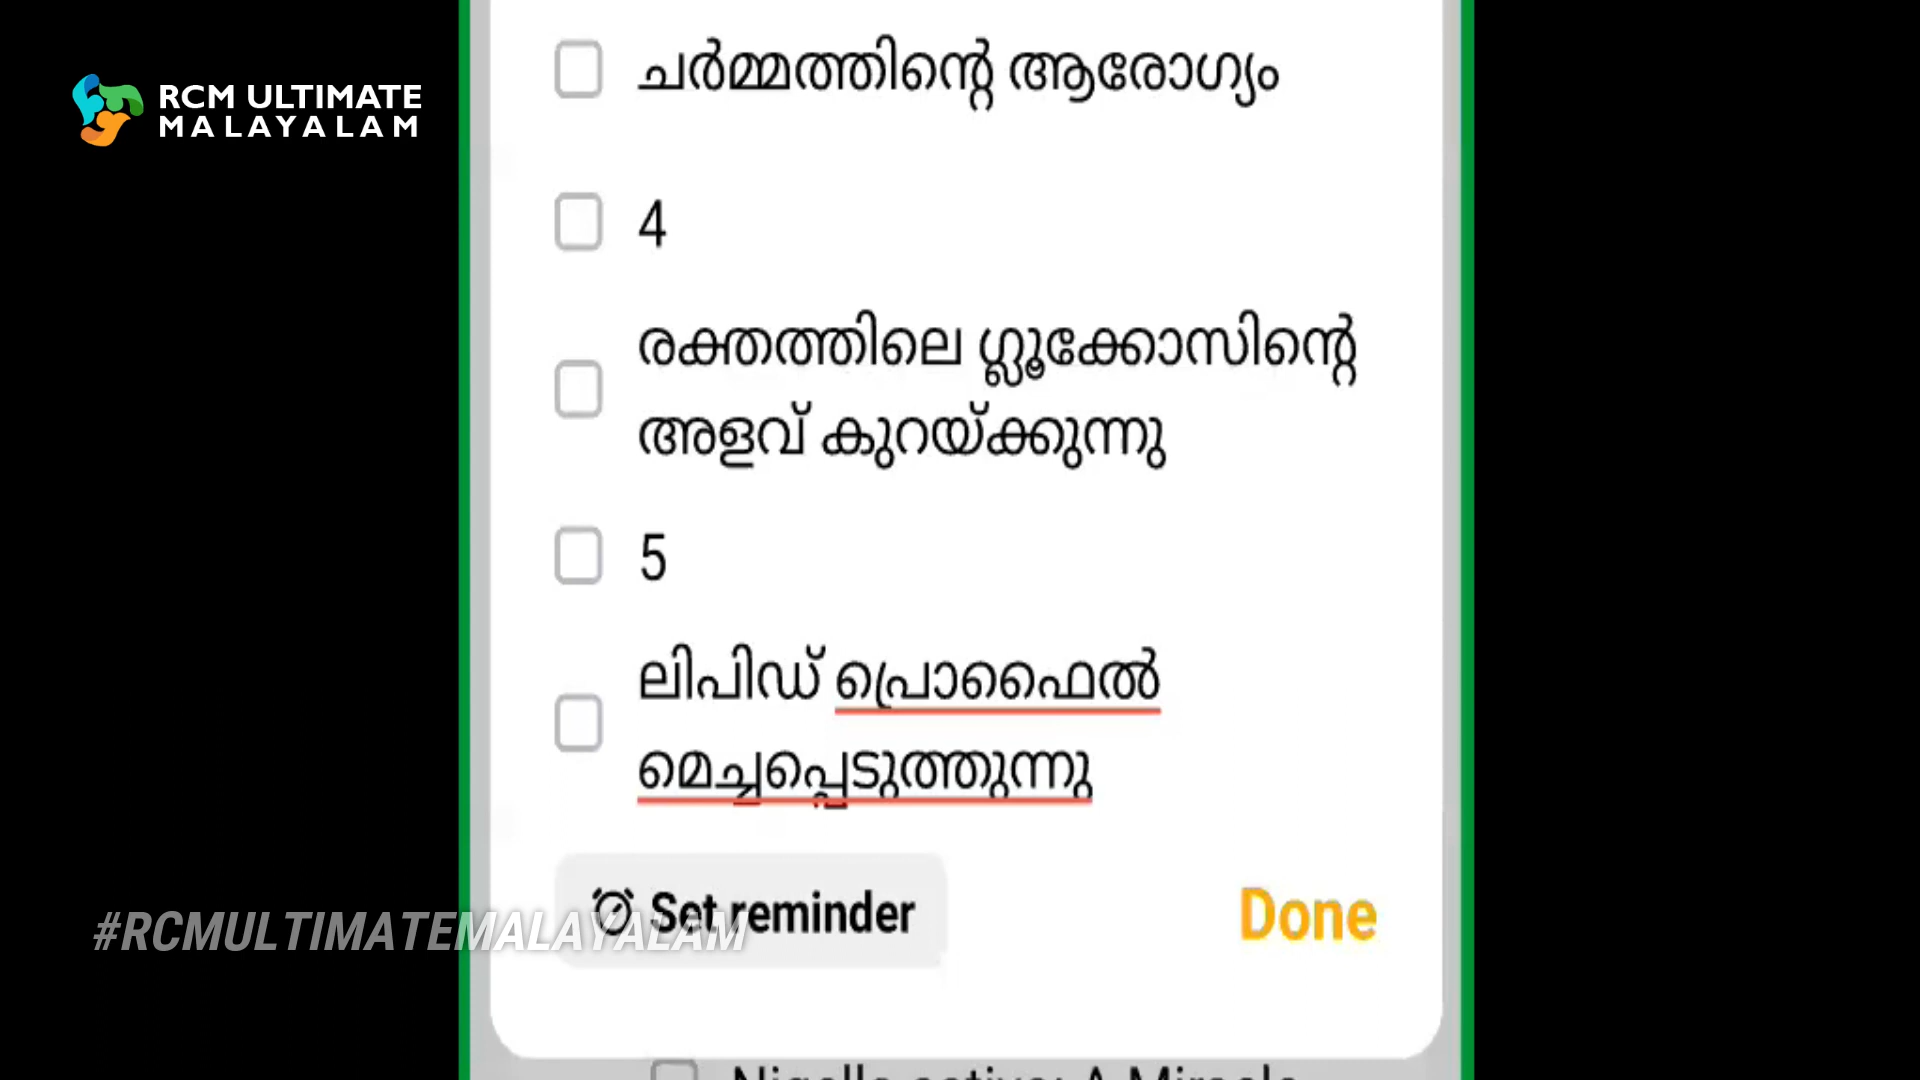 RCM ULTIMATE
MALAYALAM
ചർമ്മത്തിന്റെ ആരോഗ്യം
4
രക്തത്തിലെ ഗ്ലൂക്കോസിന്റെ
അളവ് കുറയ്ക്കുന്നു
5
ലിപിഡ് പ്രൊഫൈൽ
മെച്ചപ്പെടുത്തുന്നു
Set reminder
Done
#RCMULTIMATEMALAYALAM